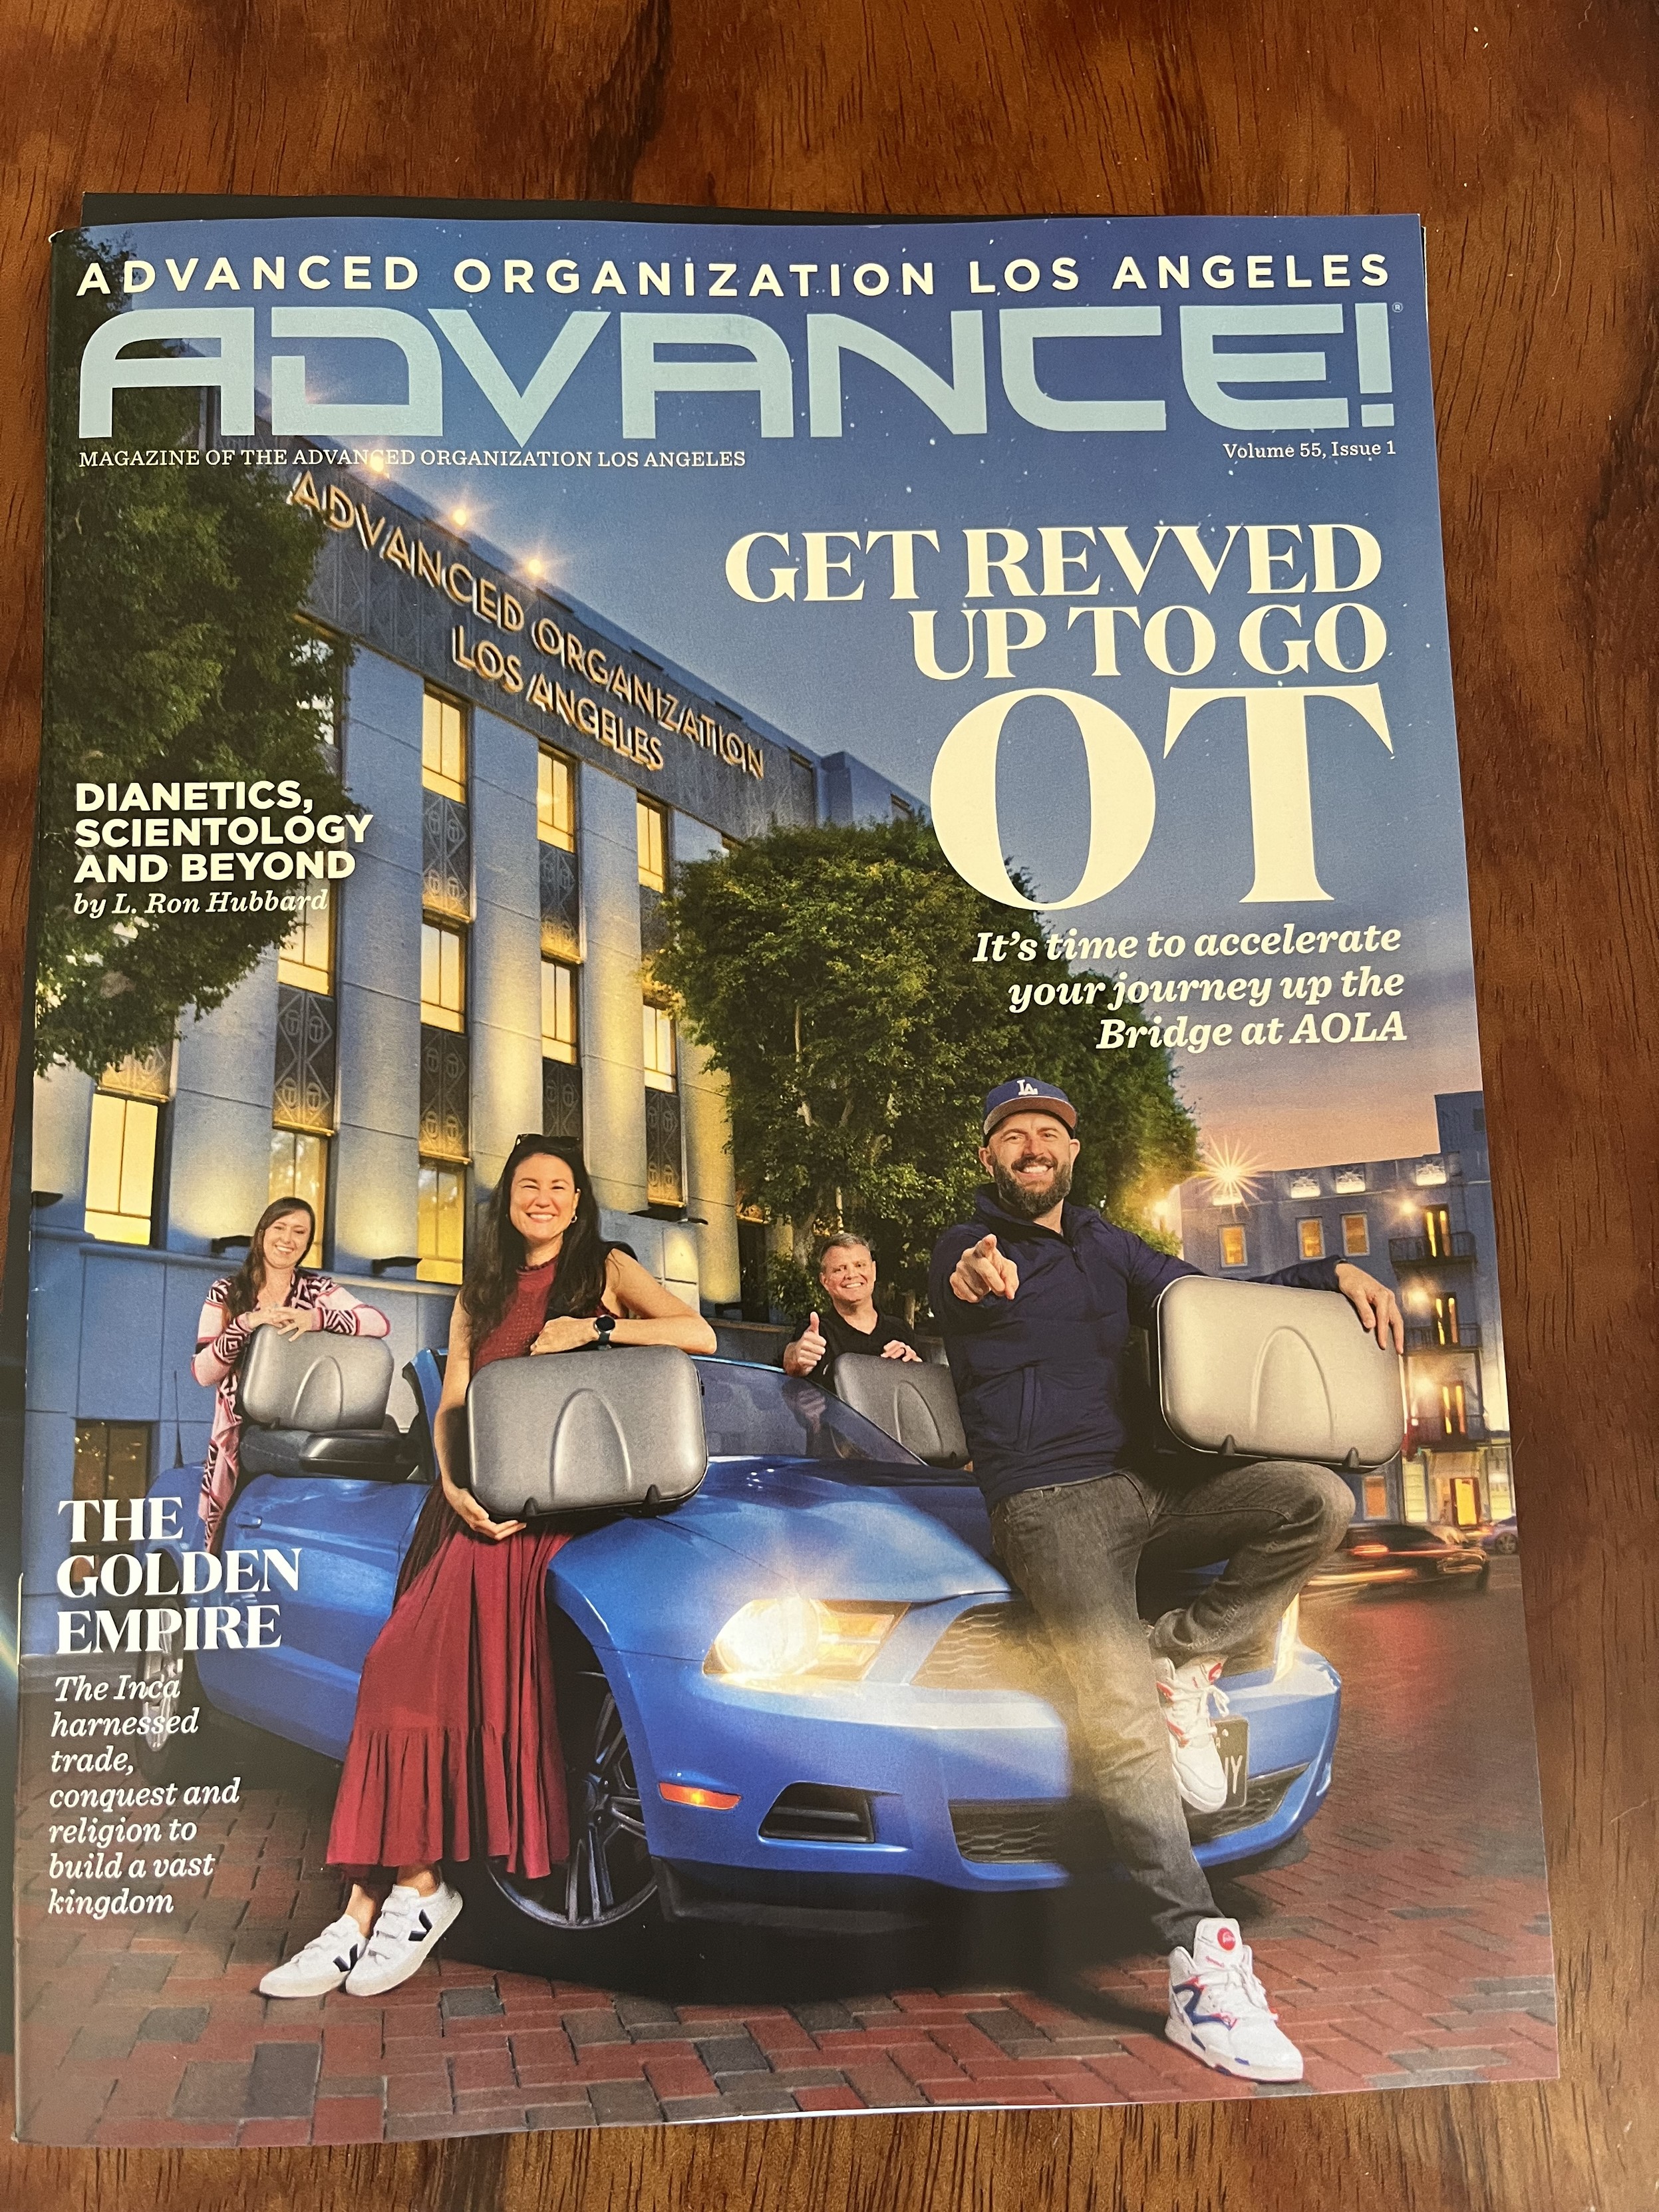 ADVANCED ORGANIZATION LOS ANGELES
ADVANCE!®
MAGAZINE OF THE ADVANCED ORGANIZATION LOS ANGELES
Volume 55, Issue 1
ADVANCED ORGANIZATION
LOS ANGELES
GET REVVED
UP TO GO
OT
It's time to accelerate
your journey up the
Bridge at AOLA
DIANETICS,
SCIENTOLOGY
AND BEYOND
by L. Ron Hubbard
LA
THE
GOLDEN
EMPIRE
The Inca
harnessed
trade,
conquest and
religion to
build a vast
kingdom